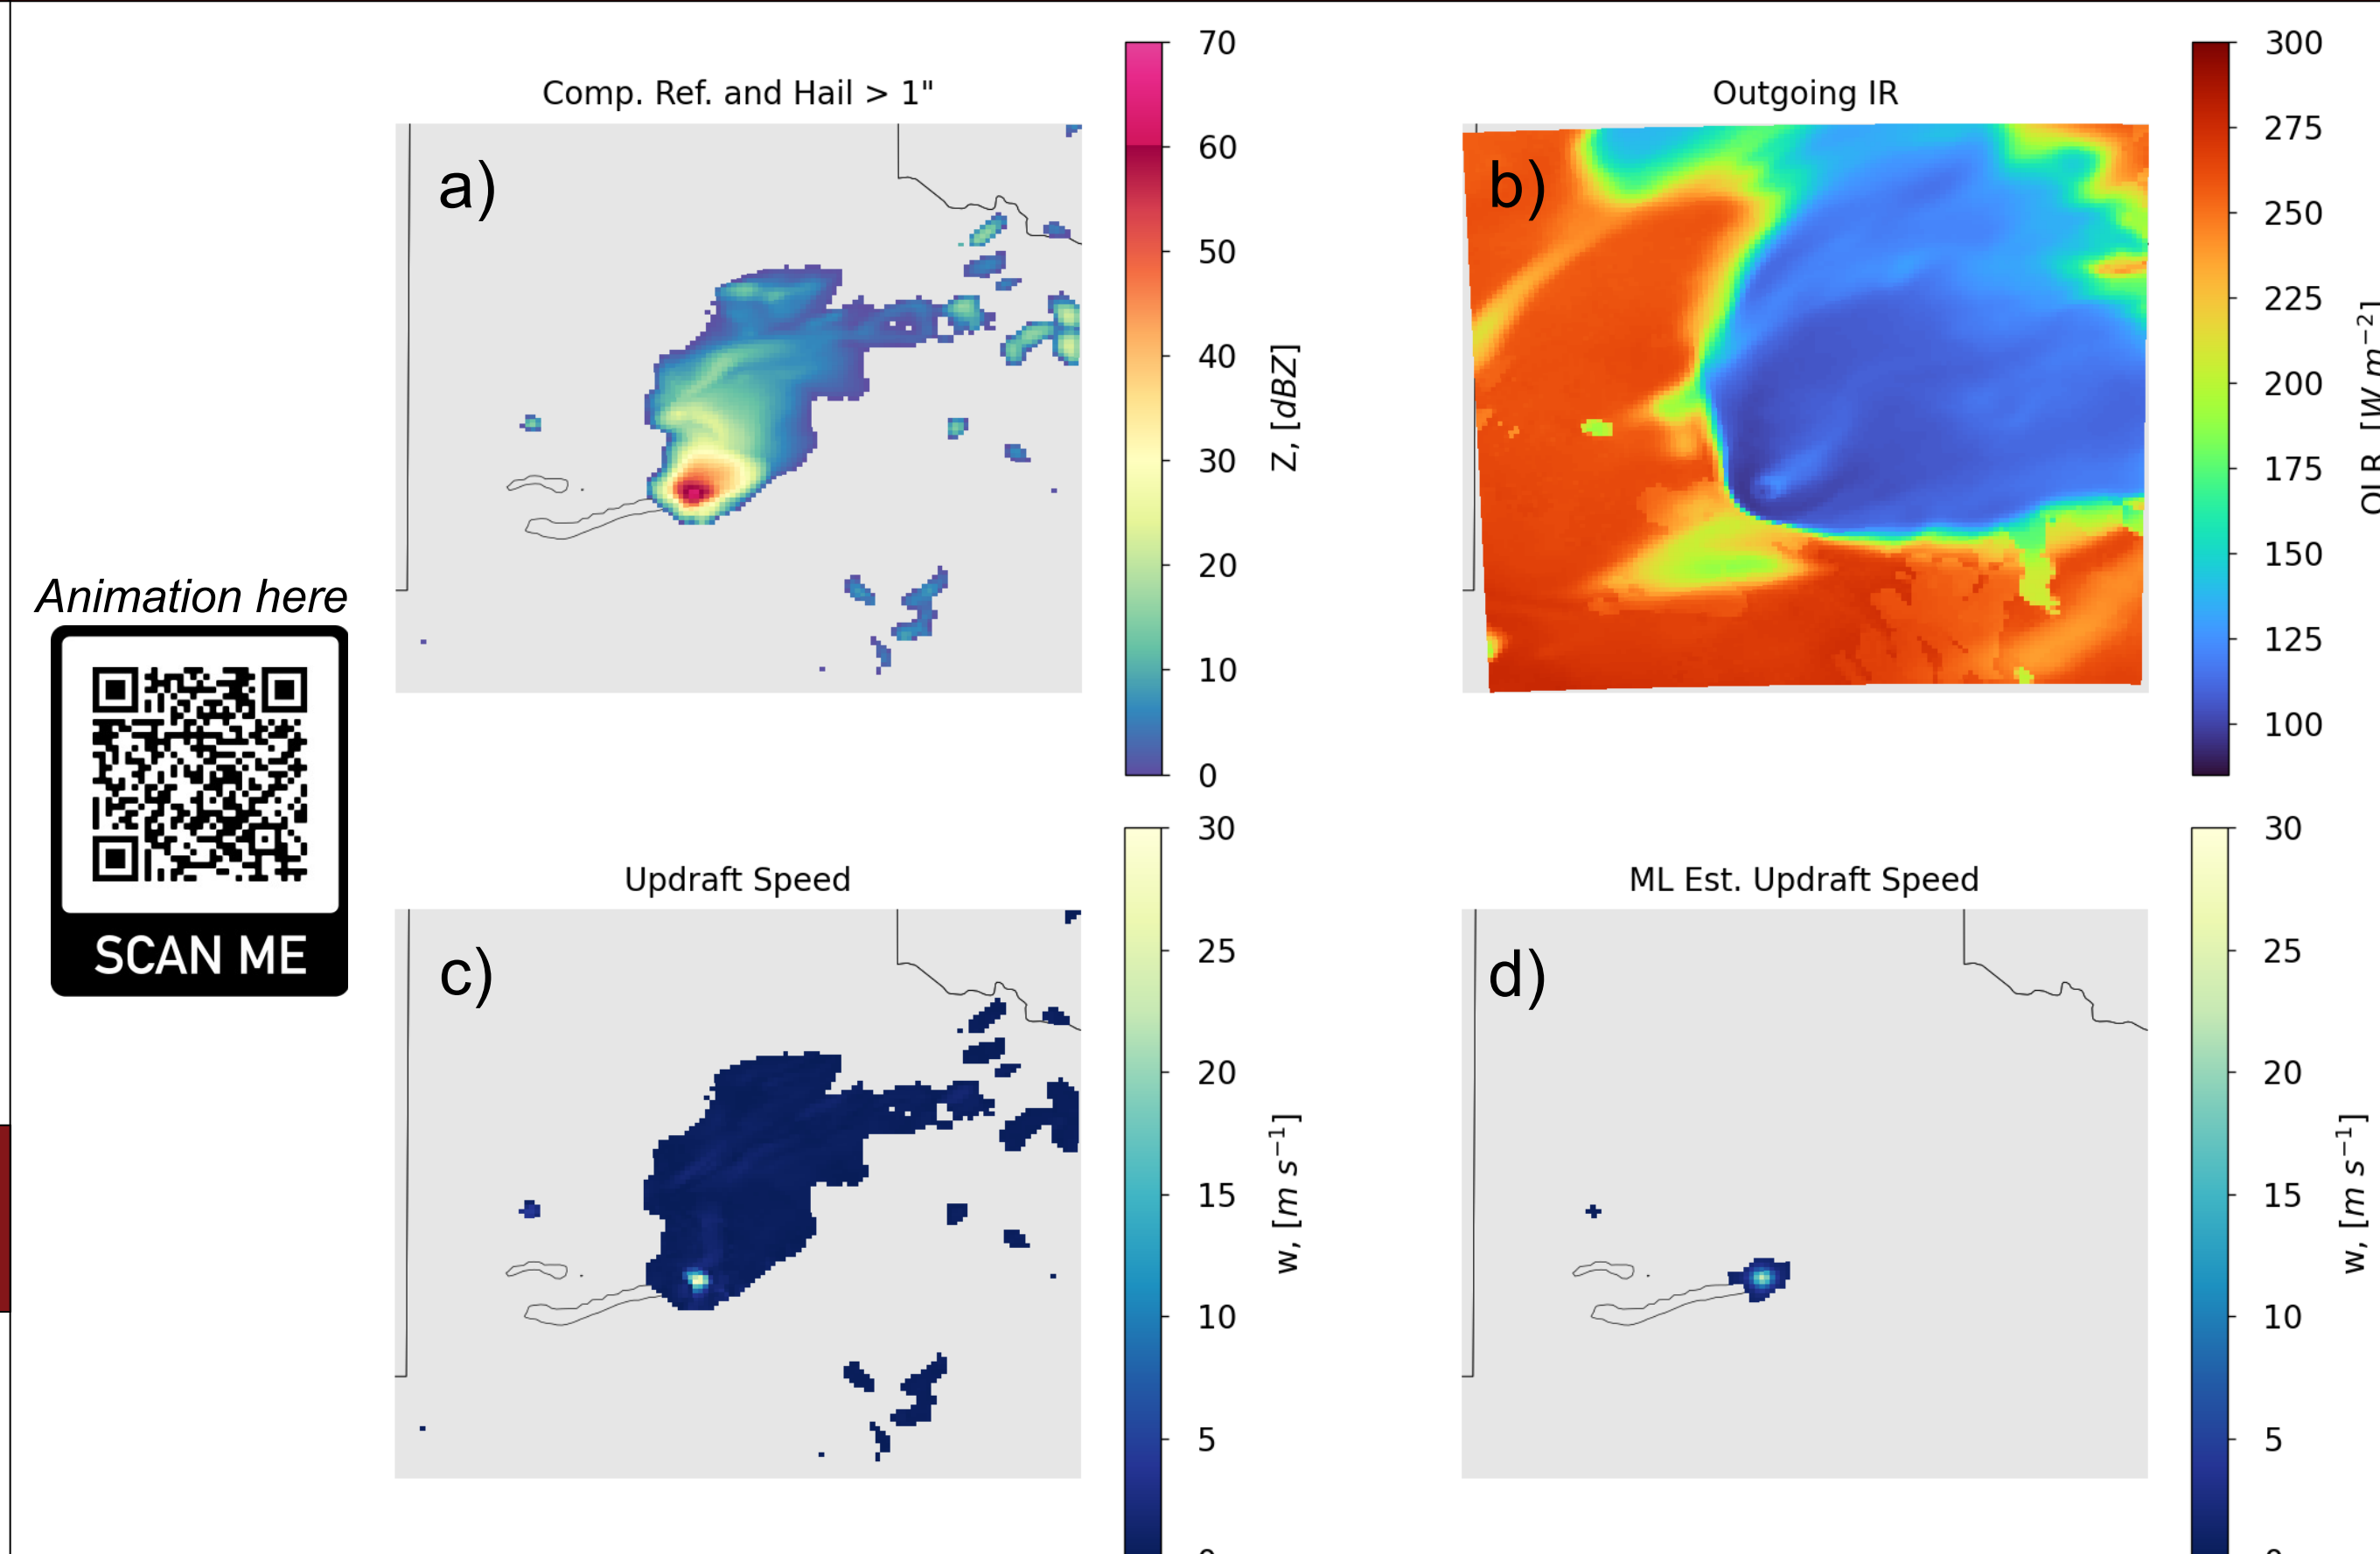 Comp. Ref. and Hail > 1"
a)
70
60
50
40
30
20
10
0
Z, [dBZ]
Outgoing IR
b)
300
275
250
225
200
175
150
125
100
Animation here
SCAN ME
Updraft Speed
c)
30
25
20
15
10
5
w, [m s⁻¹]
ML Est. Updraft Speed
d)
30
25
20
15
10
5
w, [m s⁻¹]